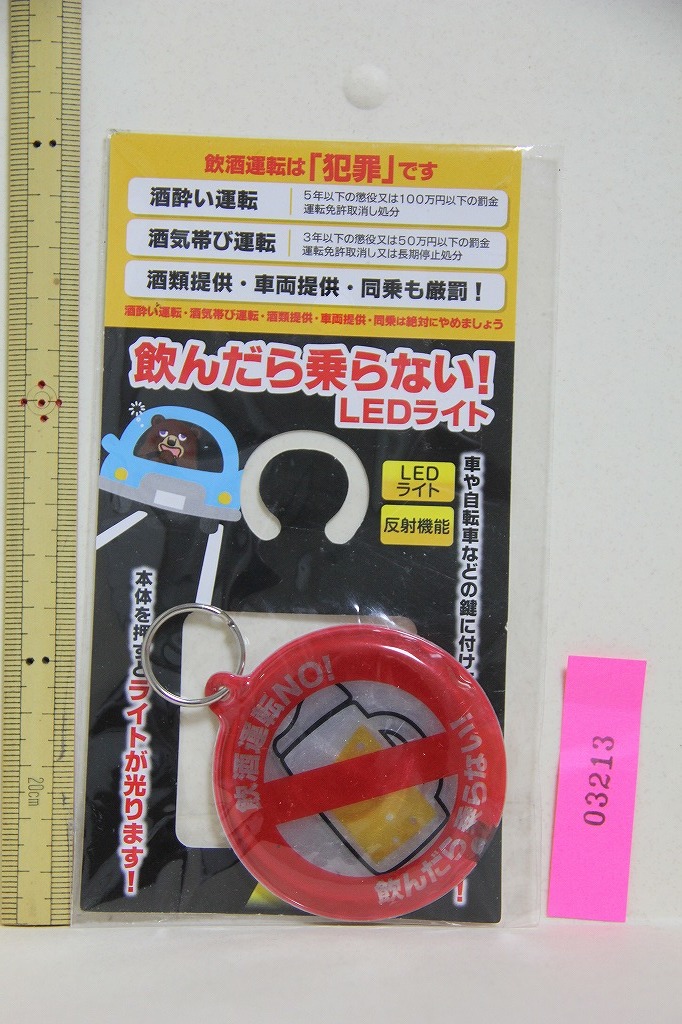 飲酒運転は「犯罪」です
酒酔い運転
5年以下の懲役又は100万円以下の罰金
運転免許取消し処分
酒気帯び運転
3年以下の懲役又は50万円以下の罰金
運転免許取消し又は長期停止処分
酒類提供・車両提供・同乗も厳罰！
酒酔い運転・酒気帯び運転・酒類提供・車両提供・同乗は絶対にやめましょう
飲んだら乗らない!
LEDライト
LED
ライト
反射機能
車や自転車などの鍵に付け
本体を押すとライトが光ります！
飲酒運転NO!
飲んだら乗らない!
20cm
03213